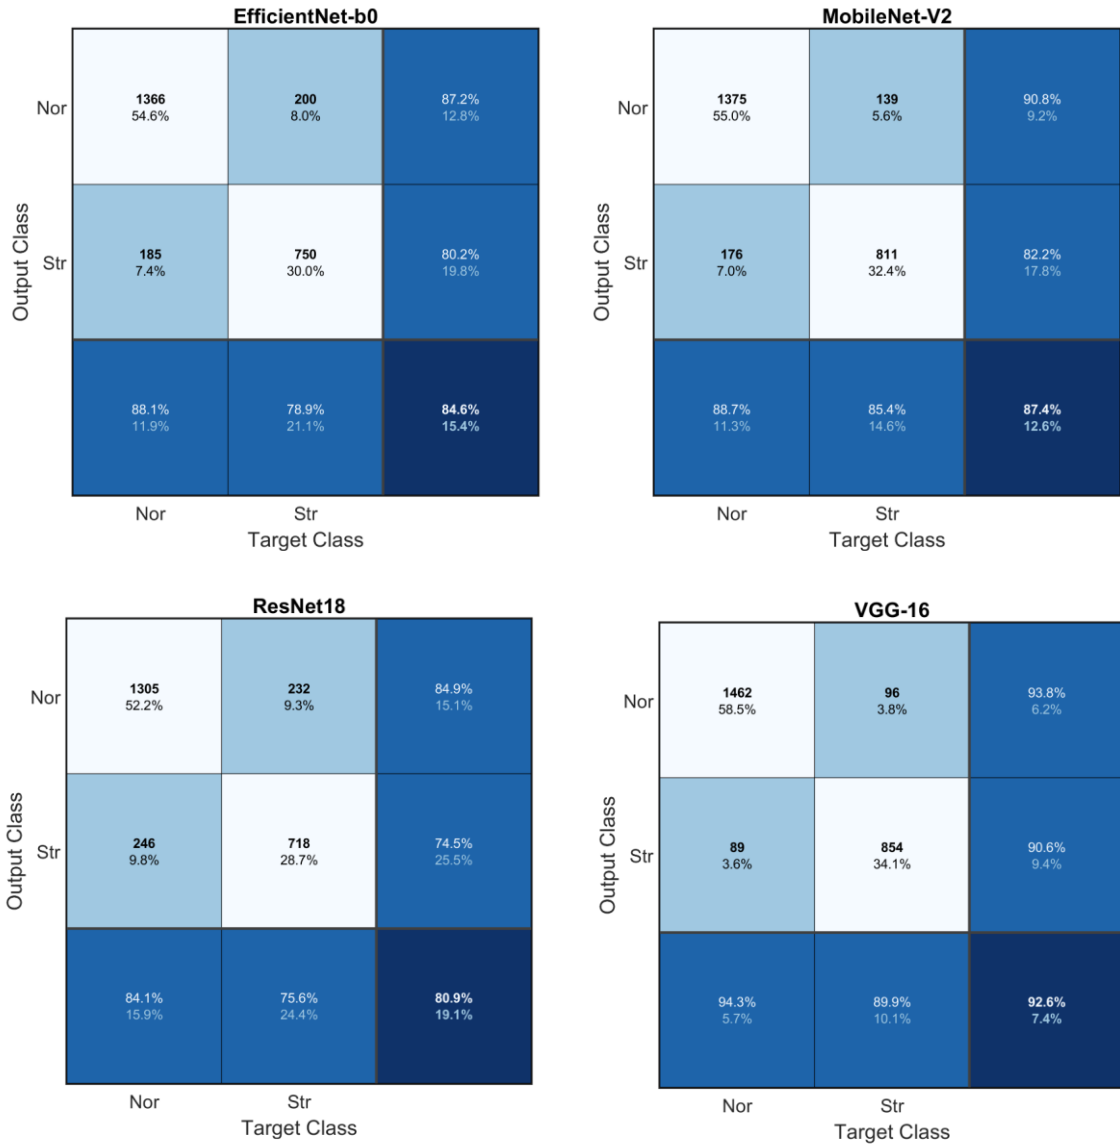 EfficientNet-b0
Output Class
Nor
1366
54.6%
200
8.0%
87.2%
12.8%
Str
185
7.4%
750
30.0%
80.2%
19.8%
88.1%
11.9%
78.9%
21.1%
84.6%
15.4%
Nor
Str
Target Class
MobileNet-V2
Output Class
Nor
1375
55.0%
139
5.6%
90.8%
9.2%
Str
176
7.0%
811
32.4%
82.2%
17.8%
88.7%
11.3%
85.4%
14.6%
87.4%
12.6%
Nor
Str
Target Class
ResNet18
Output Class
Nor
1305
52.2%
232
9.3%
84.9%
15.1%
Str
246
9.8%
718
28.7%
74.5%
25.5%
84.1%
15.9%
75.6%
24.4%
80.9%
19.1%
Nor
Str
Target Class
VGG-16
Output Class
Nor
1462
58.5%
96
3.8%
93.8%
6.2%
Str
89
3.6%
854
34.1%
90.6%
9.4%
94.3%
5.7%
89.9%
10.1%
92.6%
7.4%
Nor
Str
Target Class